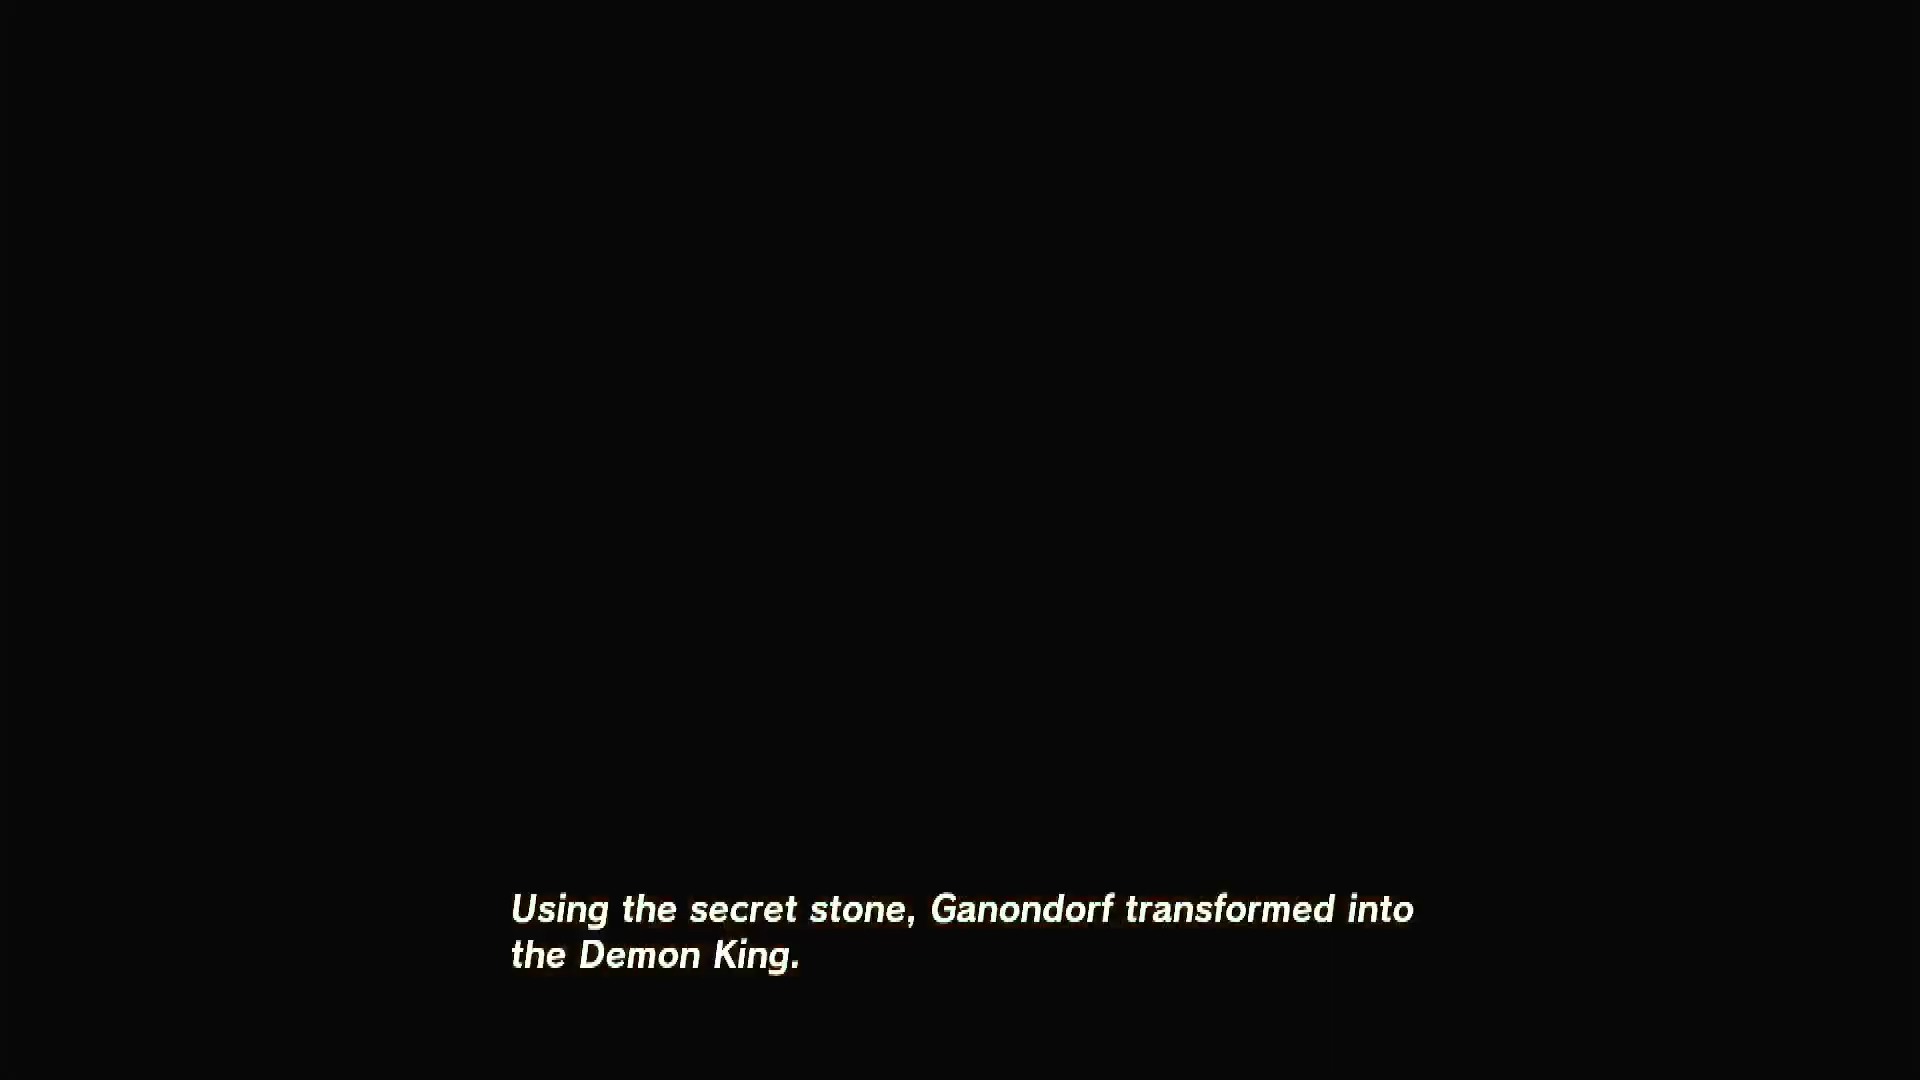 Using the secret stone, Ganondorf transformed into
the Demon King.